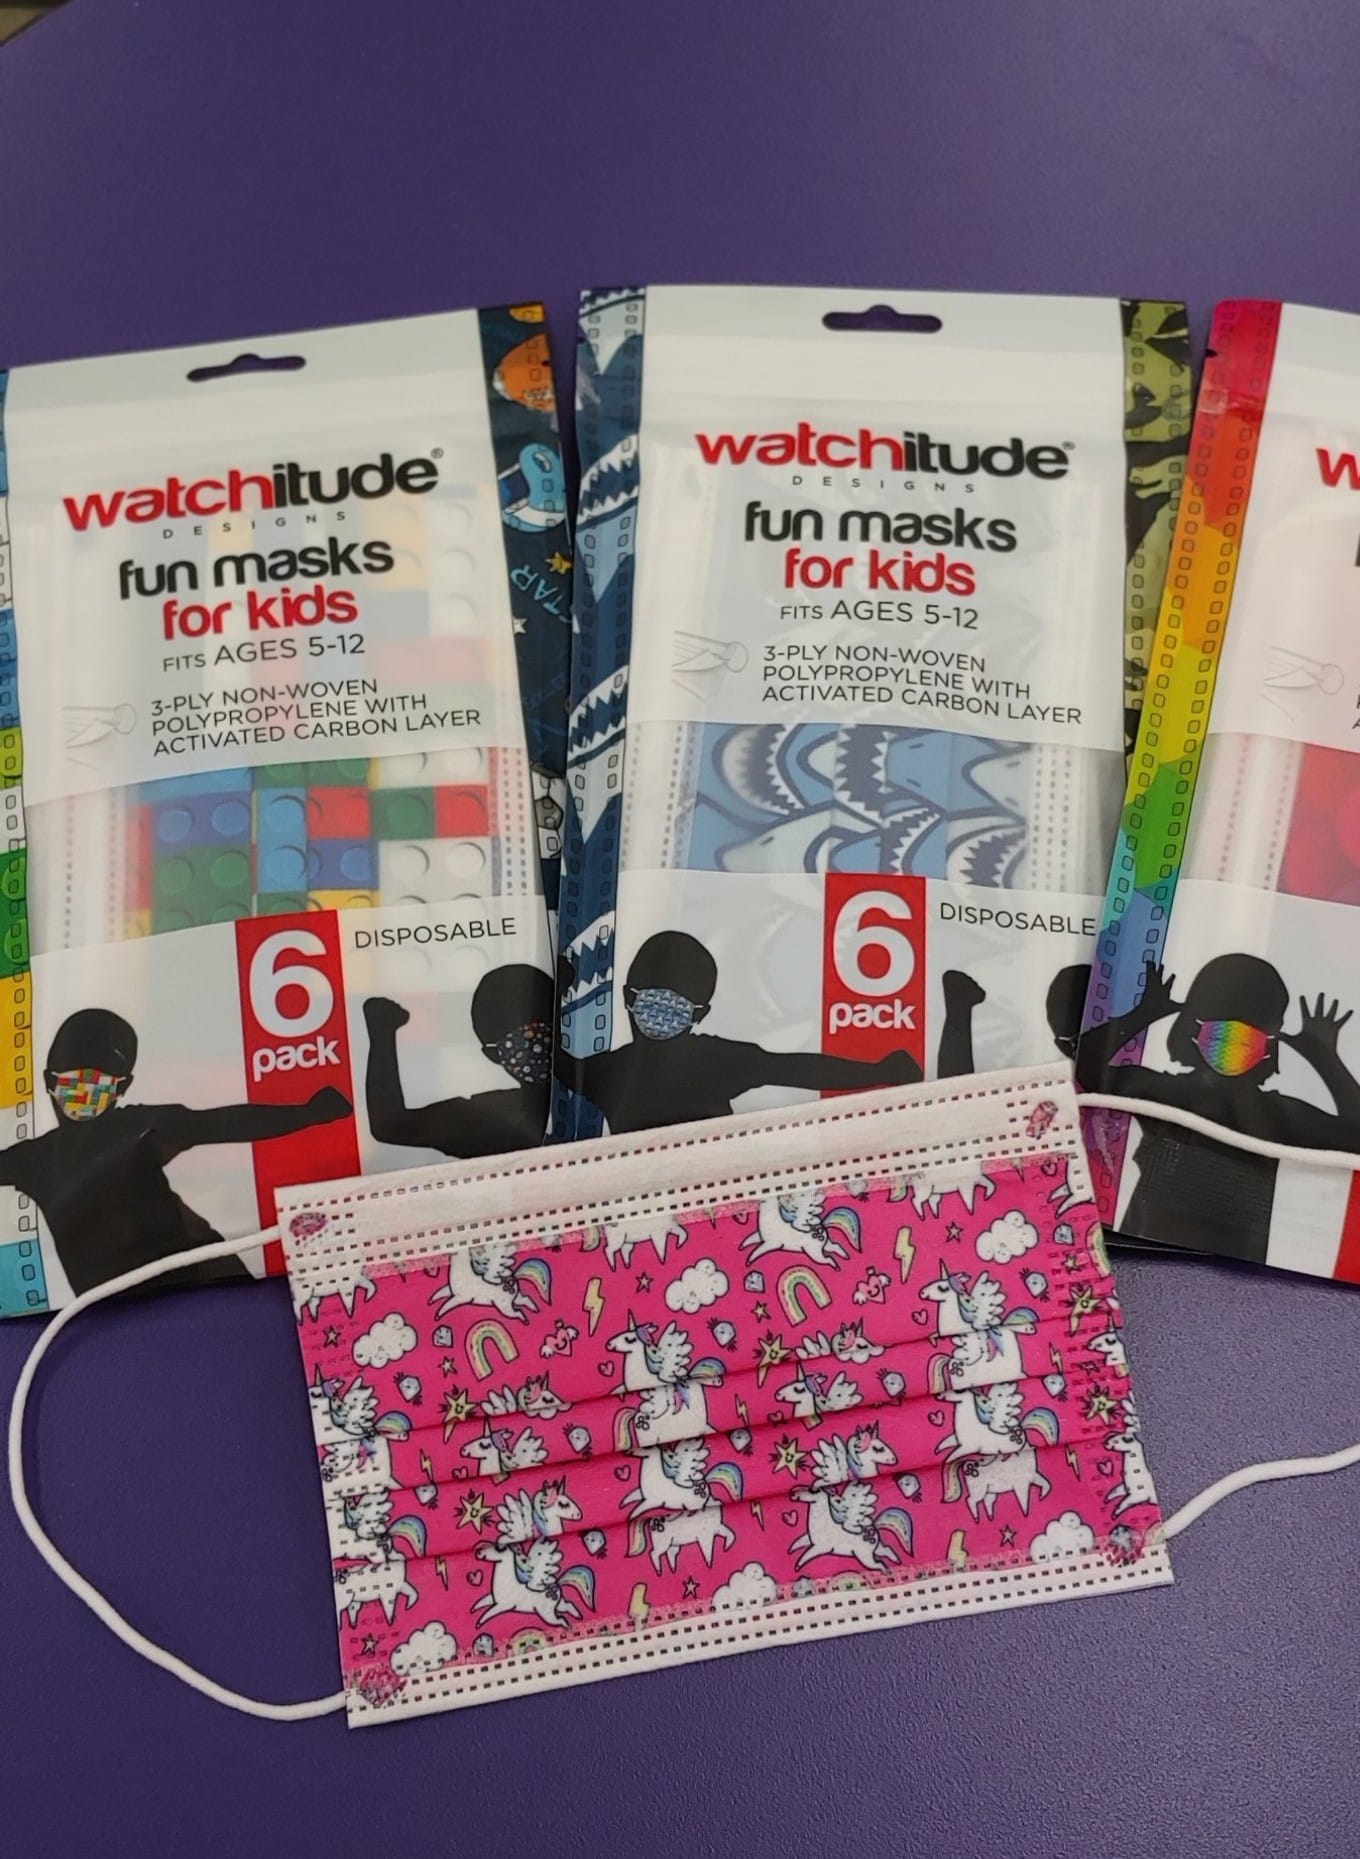 watchitude®
DESIGNS
fun masks
for kids
FITS AGES 5-12
3-PLY NON-WOVEN
POLYPROPYLENE WITH
ACTIVATED CARBON LAYER
6
pack
DISPOSABLE
STAR
watchitude®
DESIGNS
fun masks
for kids
FITS AGES 5-12
3-PLY NON-WOVEN
POLYPROPYLENE WITH
ACTIVATED CARBON LAYER
6
pack
DISPOSABLE
w